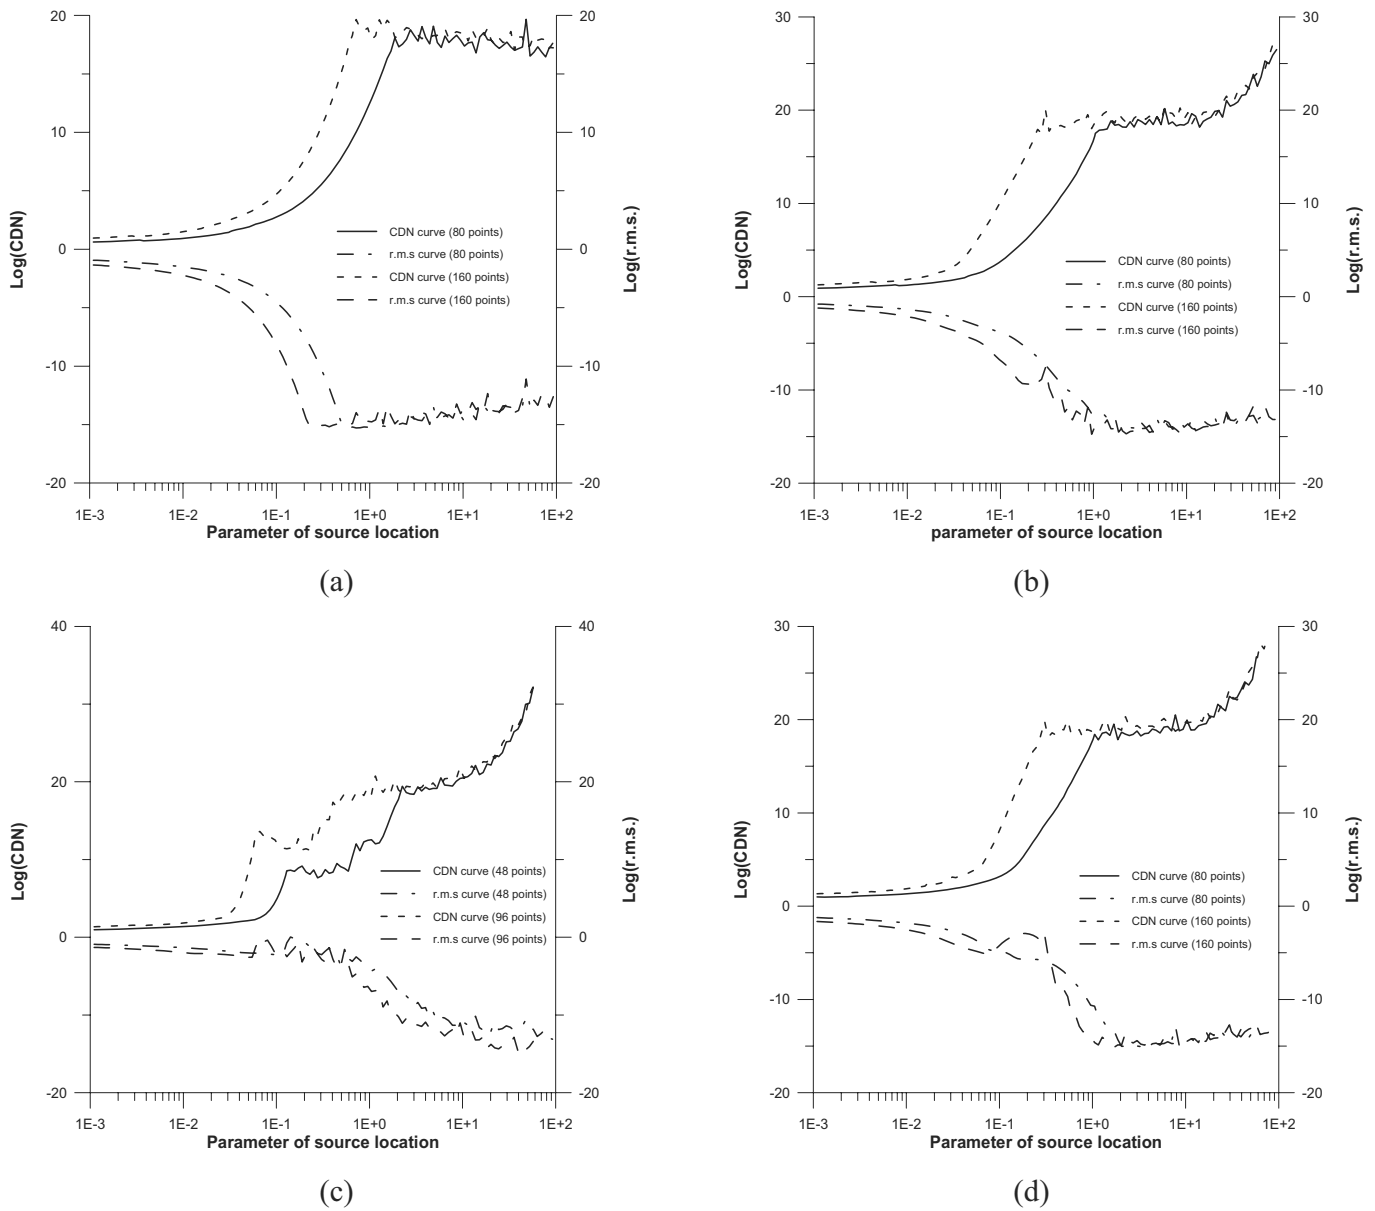 20
10
0
-10
-20
Log(CDN)
20
10
0
-10
-20
Log(r.m.s.)
CDN curve (80 points)
r.m.s curve (80 points)
CDN curve (160 points)
r.m.s curve (160 points)
1E-3 1E-2 1E-1 1E+0 1E+1 1E+2
Parameter of source location
(a)
30
20
10
0
-10
-20
Log(CDN)
30
20
10
0
-10
-20
Log(r.m.s.)
CDN curve (80 points)
r.m.s curve (80 points)
CDN curve (160 points)
r.m.s curve (160 points)
1E-3 1E-2 1E-1 1E+0 1E+1 1E+2
parameter of source location
(b)
40
20
0
-20
Log(CDN)
40
20
0
-20
Log(r.m.s.)
CDN curve (48 points)
r.m.s curve (48 points)
CDN curve (96 points)
r.m.s curve (96 points)
1E-3 1E-2 1E-1 1E+0 1E+1 1E+2
Parameter of source location
(c)
30
20
10
0
-10
-20
Log(CDN)
30
20
10
0
-10
-20
Log(r.m.s.)
CDN curve (80 points)
r.m.s curve (80 points)
CDN curve (160 points)
r.m.s curve (160 points)
1E-3 1E-2 1E-1 1E+0 1E+1 1E+2
Parameter of source location
(d)